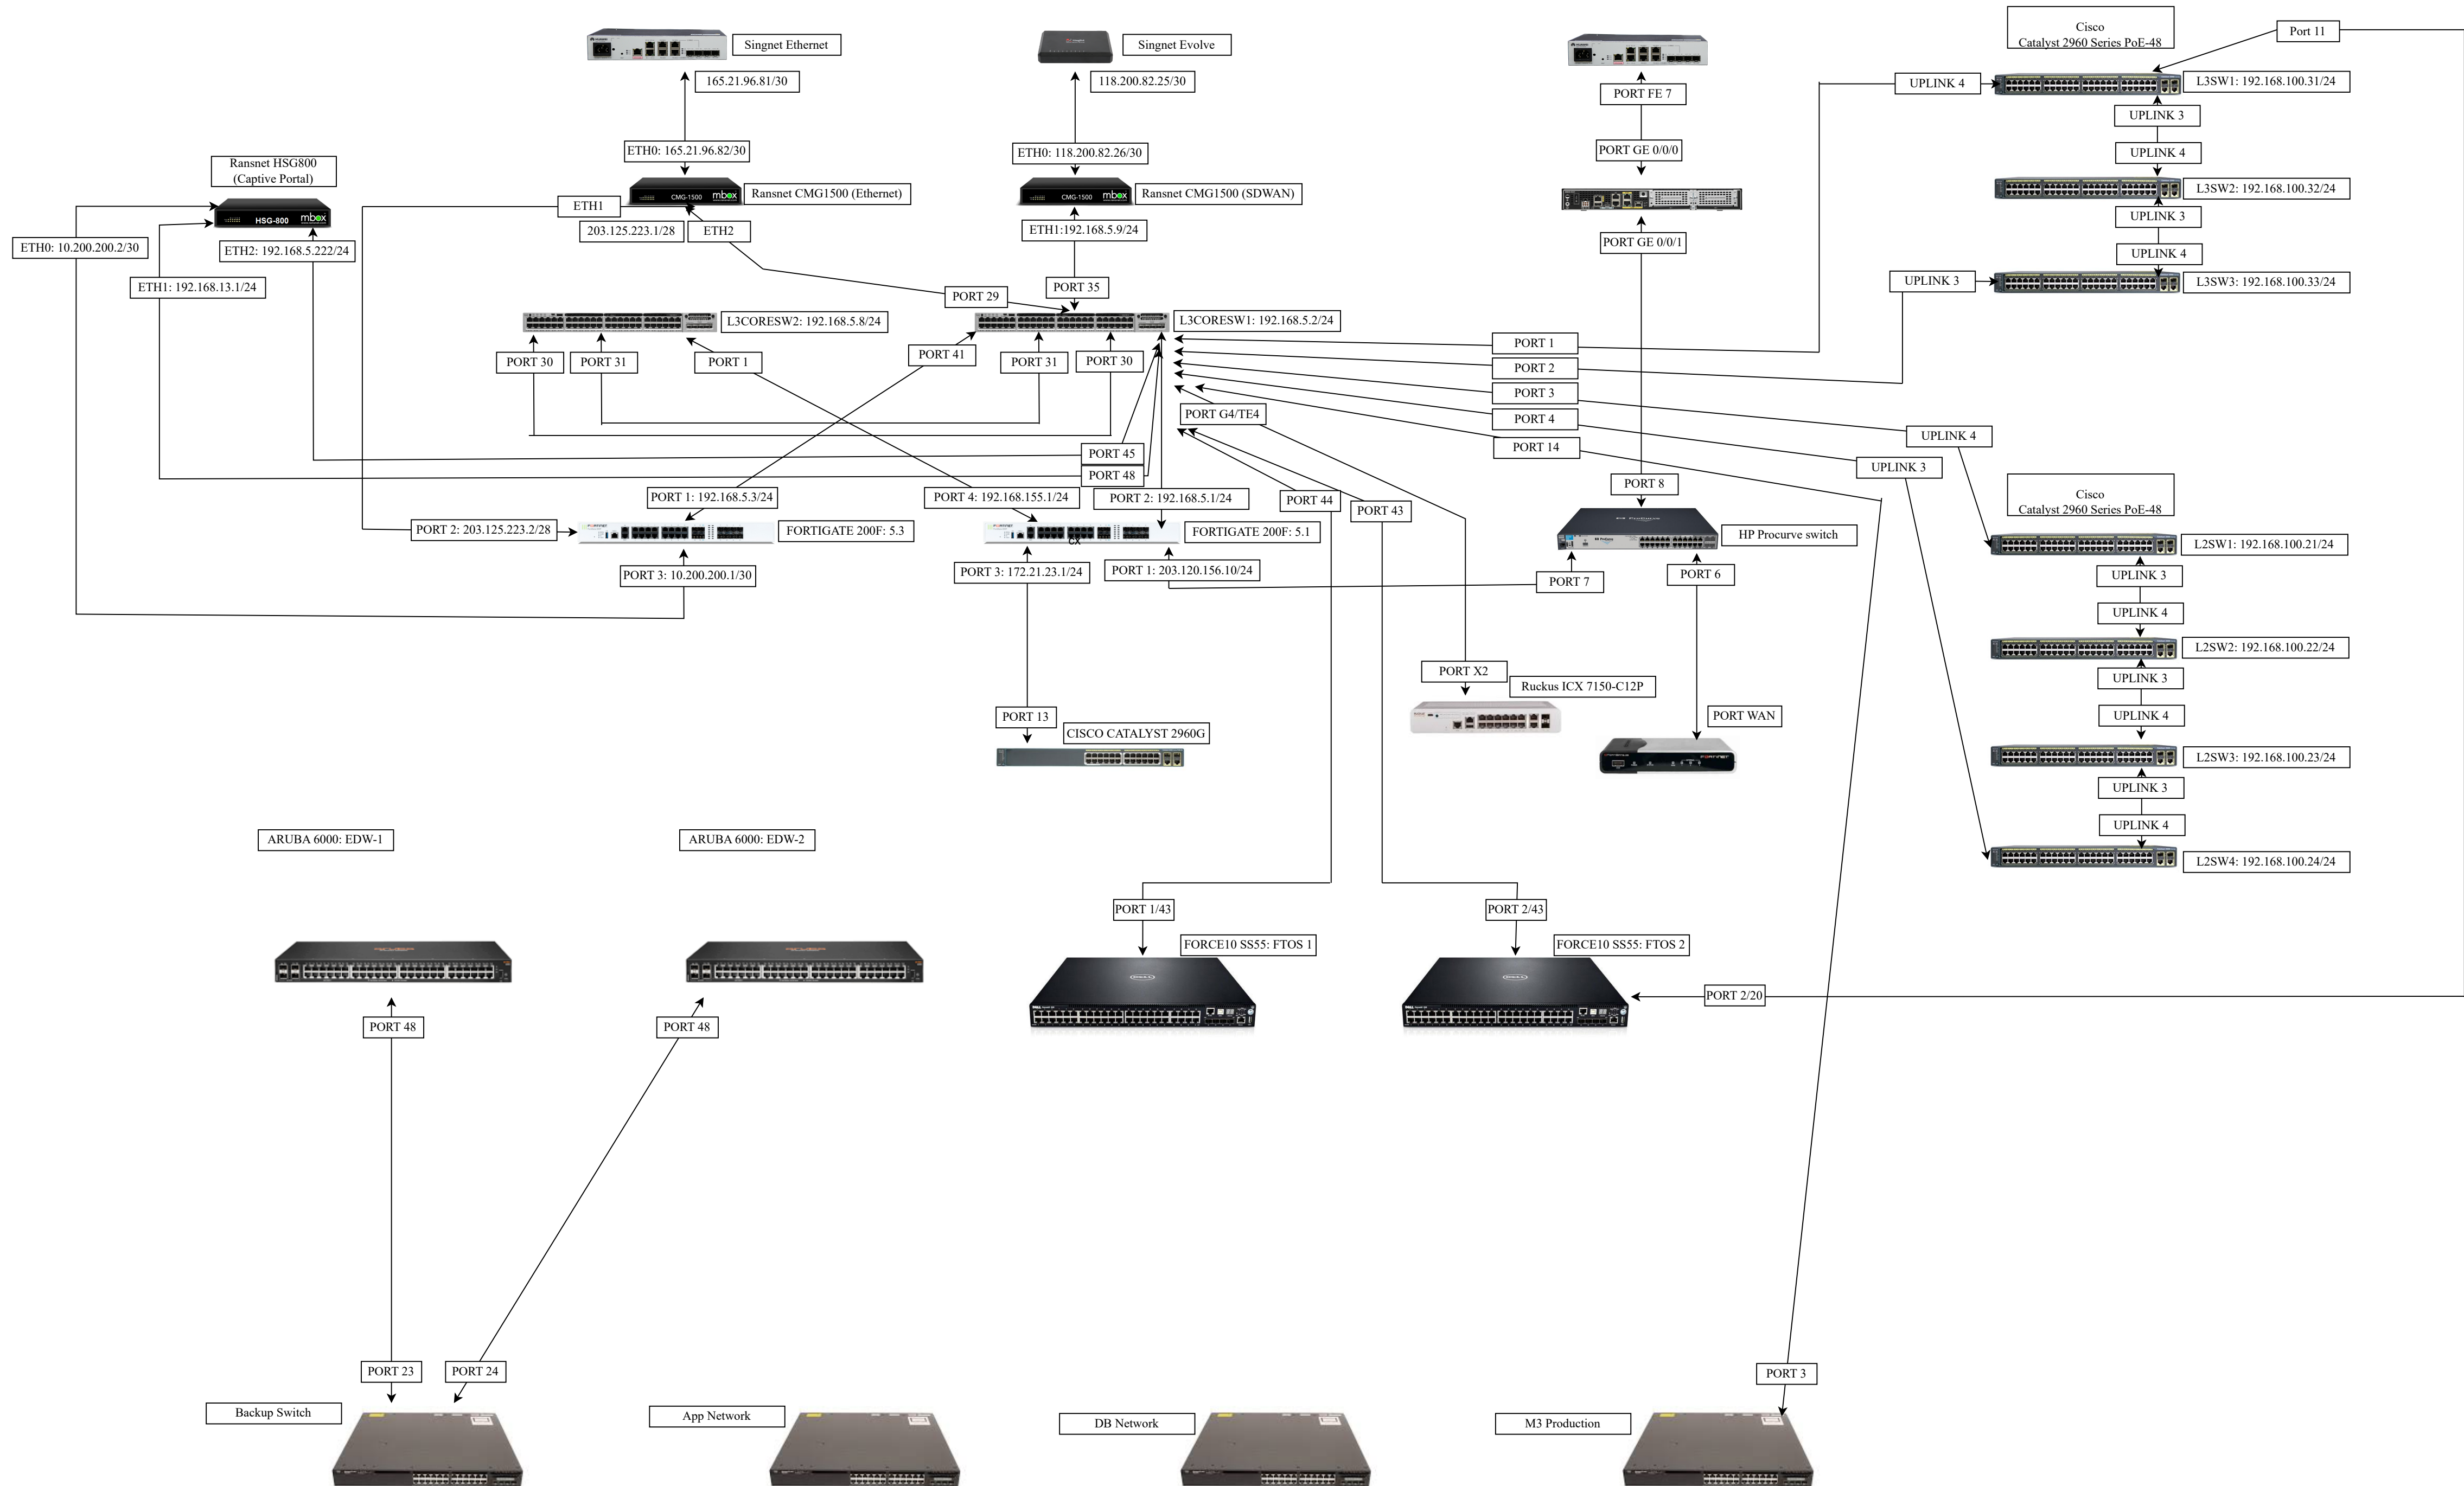 Singnet Ethernet
Singnet Evolve
Cisco
Catalyst 2960 Series PoE-48
Port 11
165.21.96.81/30
118.200.82.25/30
PORT FE 7
UPLINK 4
L3SW1: 192.168.100.31/24
UPLINK 3
ETH0: 165.21.96.82/30
ETH0: 118.200.82.26/30
PORT GE 0/0/0
UPLINK 4
Ransnet HSG800
(Captive Portal)
CMG-1500 mbox
Ransnet CMG1500 (Ethernet)
CMG-1500 mbox
Ransnet CMG1500 (SDWAN)
L3SW2: 192.168.100.32/24
HSG-800 mbox
ETH1
203.125.223.1/28
ETH2
ETH1:192.168.5.9/24
PORT GE 0/0/1
UPLINK 3
ETH0: 10.200.200.2/30
ETH2: 192.168.5.222/24
UPLINK 4
ETH1: 192.168.13.1/24
PORT 29
PORT 35
UPLINK 3
L3SW3: 192.168.100.33/24
L3CORESW2: 192.168.5.8/24
L3CORESW1: 192.168.5.2/24
PORT 30
PORT 31
PORT 1
PORT 41
PORT 31
PORT 30
PORT 1
PORT 2
PORT 3
PORT G4/TE4
PORT 4
PORT 14
UPLINK 4
UPLINK 3
PORT 45
PORT 48
PORT 1: 192.168.5.3/24
PORT 4: 192.168.155.1/24
PORT 2: 192.168.5.1/24
PORT 44
PORT 43
PORT 8
Cisco
Catalyst 2960 Series PoE-48
PORT 2: 203.125.223.2/28
FORTIGATE 200F: 5.3
CX
FORTIGATE 200F: 5.1
HP Procurve switch
L2SW1: 192.168.100.21/24
PORT 3: 10.200.200.1/30
PORT 3: 172.21.23.1/24
PORT 1: 203.120.156.10/24
PORT 7
PORT 6
UPLINK 3
UPLINK 4
L2SW2: 192.168.100.22/24
PORT X2
Ruckus ICX 7150-C12P
UPLINK 3
PORT 13
CISCO CATALYST 2960G
PORT WAN
UPLINK 4
L2SW3: 192.168.100.23/24
UPLINK 3
UPLINK 4
L2SW4: 192.168.100.24/24
ARUBA 6000: EDW-1
ARUBA 6000: EDW-2
PORT 1/43
PORT 2/43
FORCE10 SS55: FTOS 1
FORCE10 SS55: FTOS 2
DELL
DELL
PORT 2/20
PORT 48
PORT 48
PORT 23
PORT 24
PORT 3
Backup Switch
App Network
DB Network
M3 Production